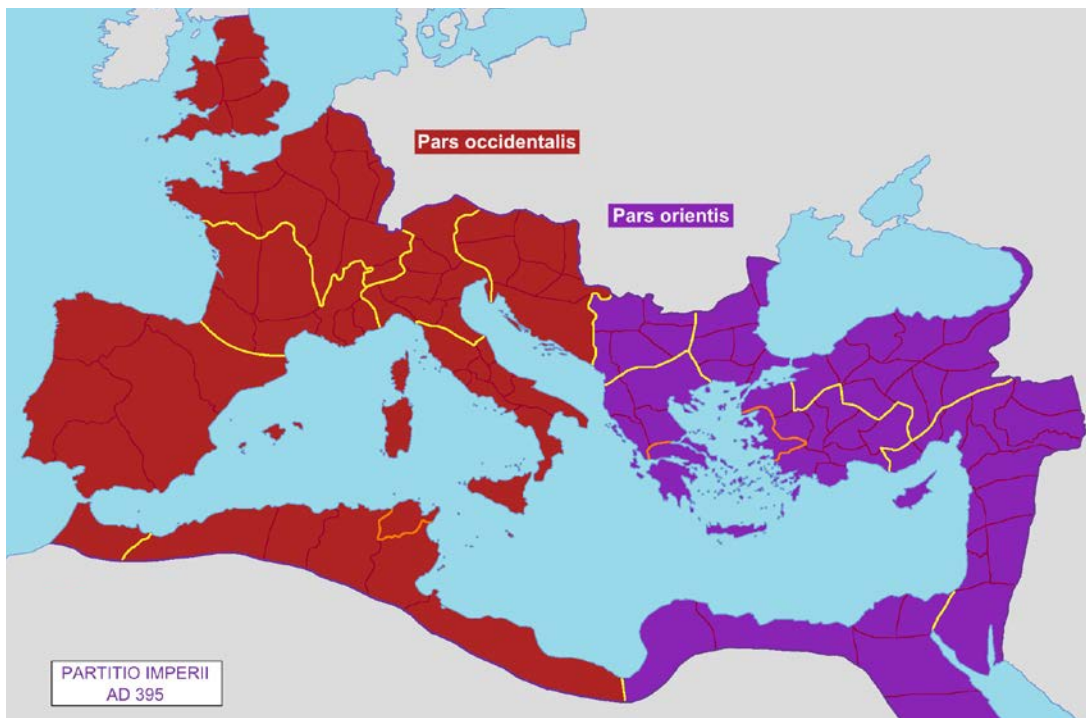 Pars occidentalis
Pars orientis
PARTITIO IMPERII
AD 395